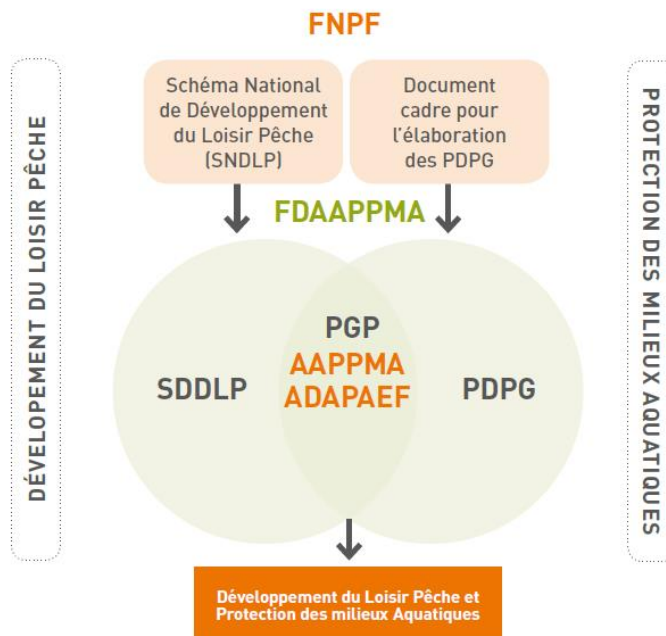 FNPF
Schéma National
de Développement
du Loisir Pêche
(SNDLP)
Document
cadre pour
l'élaboration
des PDPG
DÉVELOPEMENT DU LOISIR PÊCHE
PROTECTION DES MILIEUX AQUATIQUES
FDAAPPMA
SDDLP
PGP
AAPPMA
ADAPAEF
PDPG
Développement du Loisir Pêche et
Protection des milieux Aquatiques